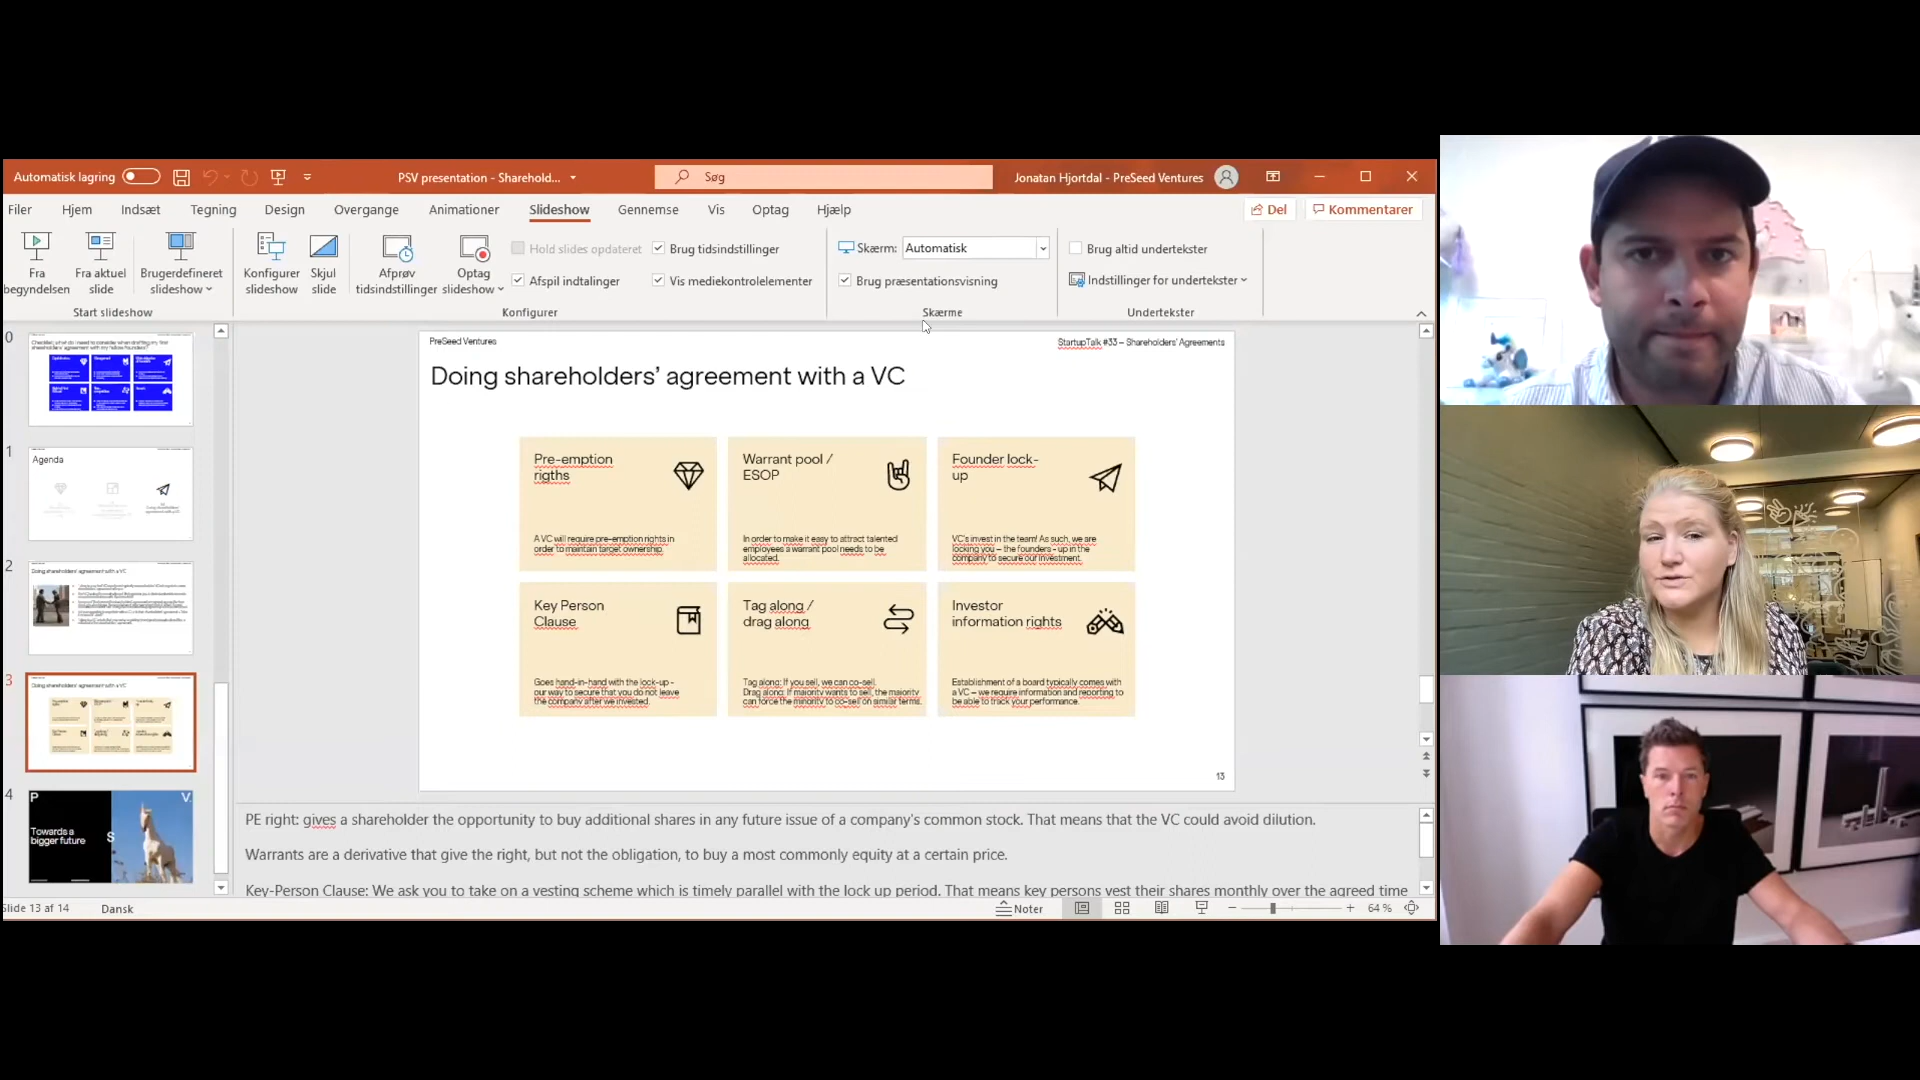 Automatisk lagring
PSV presentation - Sharehold...
Søg
Jonatan Hjortdal - PreSeed Ventures
Filer
Hjem
Indsæt
Tegning
Design
Overgange
Animationer
Slideshow
Gennemse
Vis
Optag
Hjælp
Del
Kommentarer
Fra
begyndelsen
Fra aktuel
slide
Brugerdefineret
slideshow
Start slideshow
Konfigurer
slideshow
Skjul
slide
Afprøv
tidsindstillinger
Optag
slideshow
Hold slides opdateret
Afspil indtalinger
Brug tidsindstillinger
Vis mediekontrolelementer
Konfigurer
Skærm:
Automatisk
Brug præsentationsvisning
Skærme
Brug altid undertekster
Indstillinger for undertekster
Undertekster
0
1
Agenda
2
Doing shareholders' agreement with a VC
3
Doing shareholders' agreement with a VC
4
P
V.
S
Towards a
bigger future
PreSeed Ventures
StartupTalk #33 – Shareholders' Agreements
Doing shareholders' agreement with a VC
Pre-emption
rigths
A VC will require pre-emption rights in
order to maintain target ownership.
Warrant pool /
ESOP
In order to make it easy to attract talented
employees a warrant pool needs to be
allocated.
Founder lock-
up
VC's invest in the team! As such, we are
locking you – the founders - up in the
company to secure our investment.
Key Person
Clause
Goes hand-in-hand with the lock-up -
our way to secure that you do not leave
the company after we invested.
Tag along /
drag along
Tag along: If you sell, we can co-sell.
Drag along: If majority wants to sell, the majority
can force the minority to co-sell on similar terms.
Investor
information rights
Establishment of a board typically comes with
a VC – we require information and reporting to
be able to track your performance.
13
PE right: gives a shareholder the opportunity to buy additional shares in any future issue of a company's common stock. That means that the VC could avoid dilution.
Warrants are a derivative that give the right, but not the obligation, to buy a most commonly equity at a certain price.
Key-Person Clause: We ask you to take on a vesting scheme which is timely parallel with the lock up period. That means key persons vest their shares monthly over the agreed time
Slide 13 af 14
Dansk
Noter
64 %